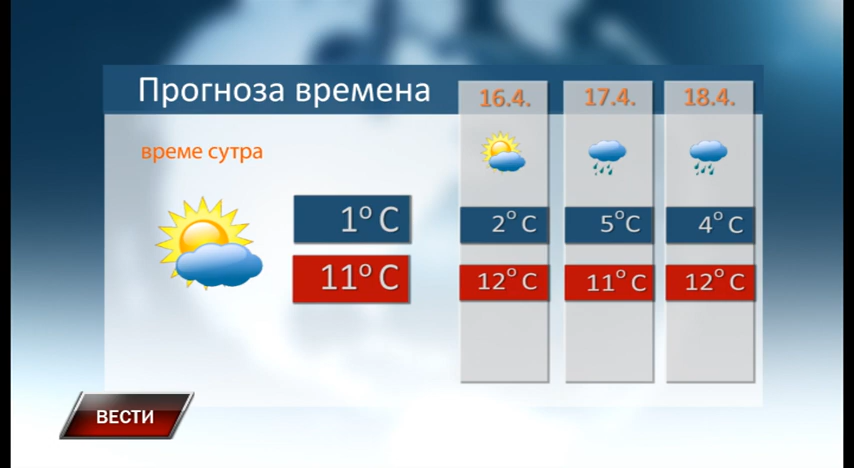 Прогноза времена
време сутра
1° C
11° C
16.4. 17.4. 18.4.
2° C 5°C 4° C
12° C 11° C 12° C
ВЕСТИ